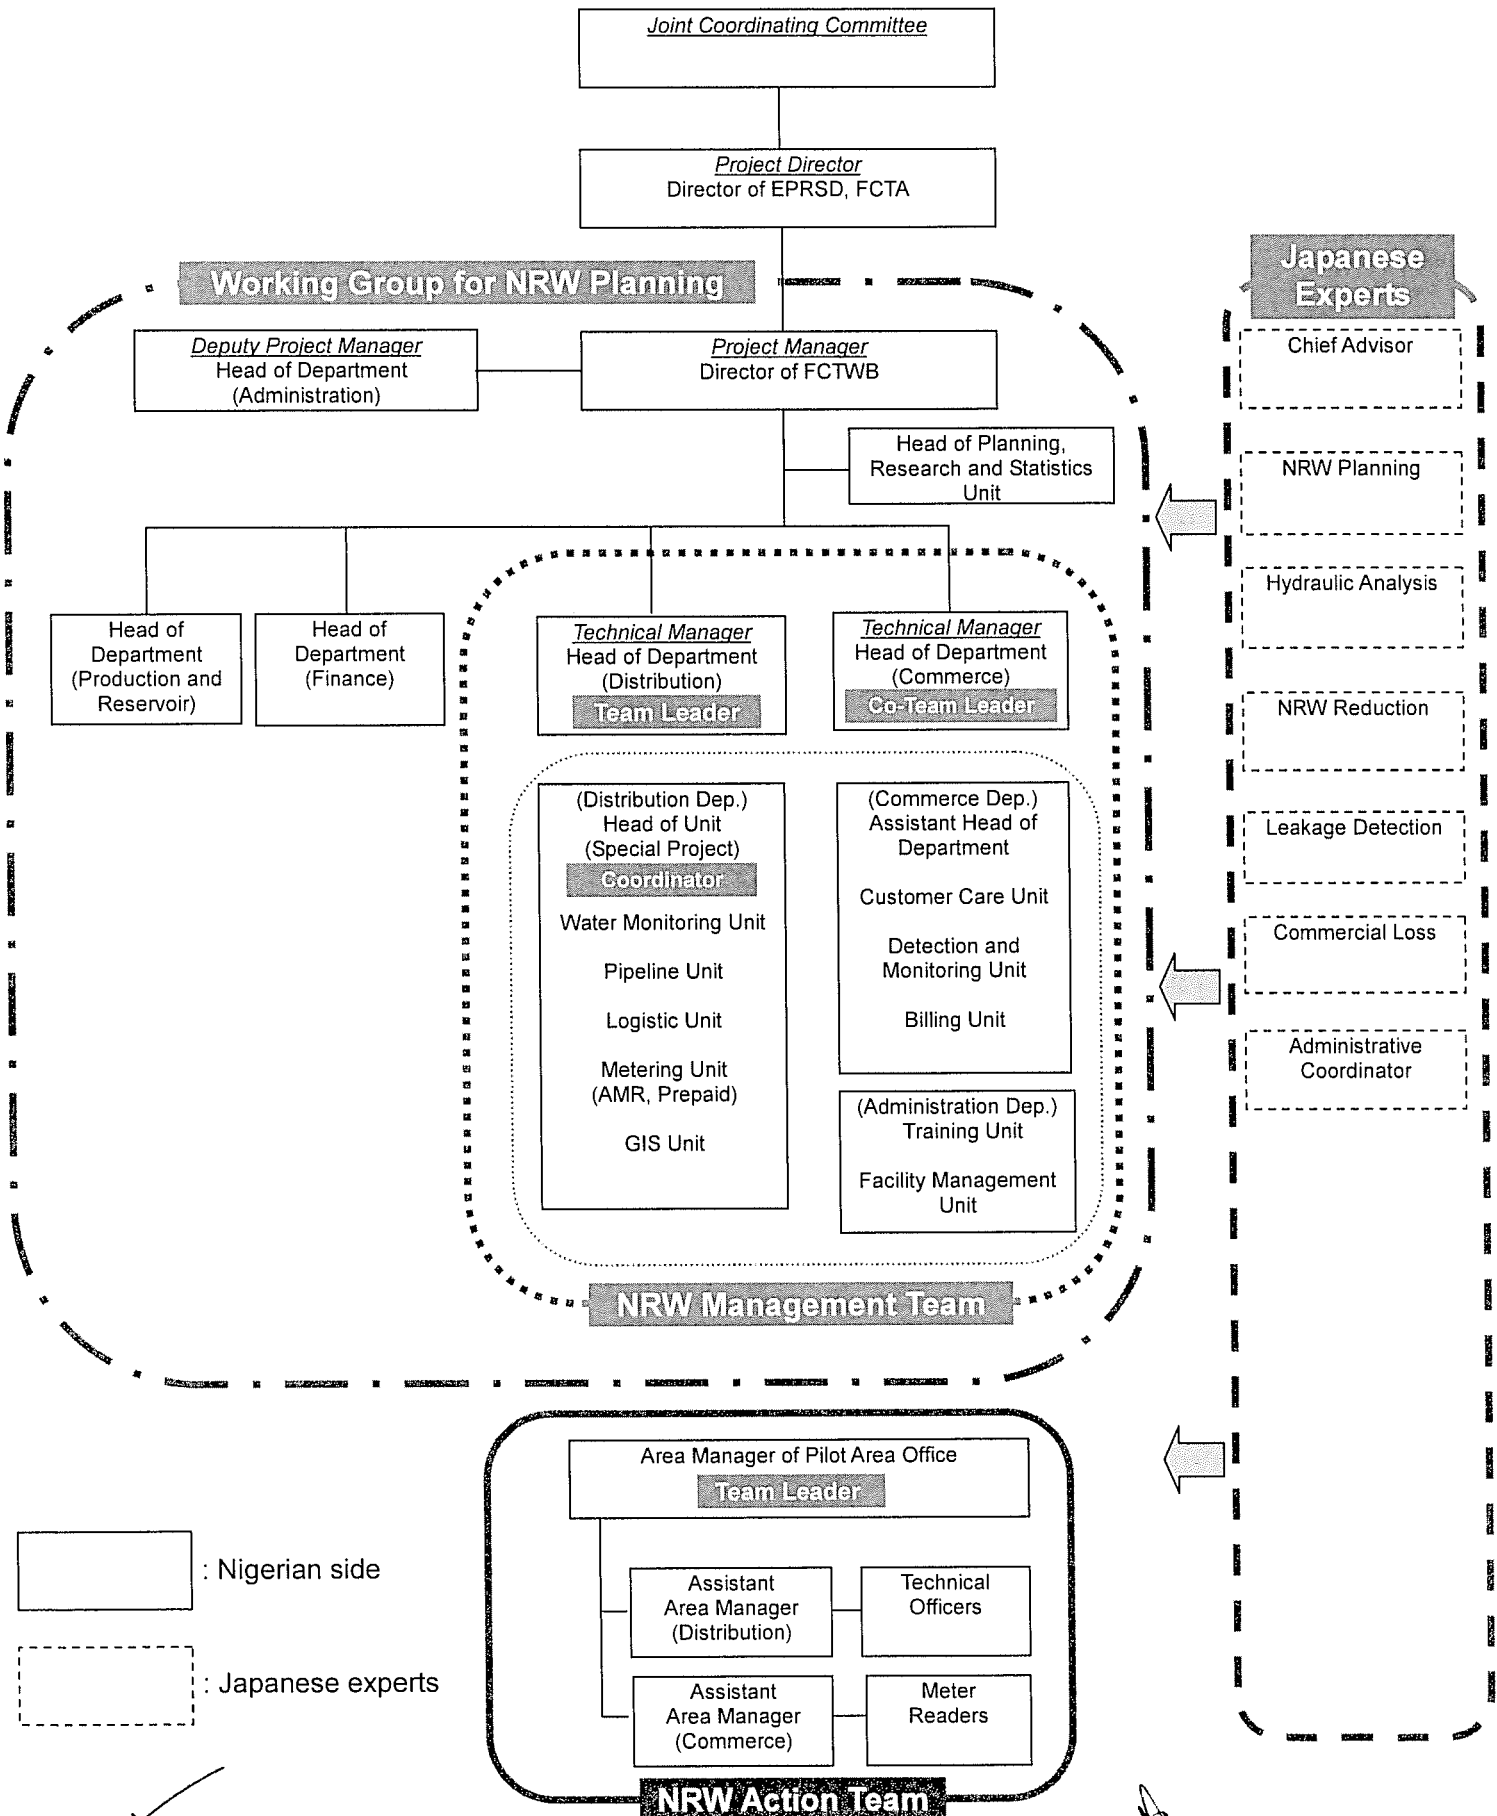 Joint Coordinating Committee
Project Director
Director of EPRSD, FCTA
Working Group for NRW Planning
Japanese
Experts
Deputy Project Manager
Head of Department
(Administration)
Project Manager
Director of FCTWB
Head of Planning,
Research and Statistics
Unit
Head of
Department
(Production and
Reservoir)
Head of
Department
(Finance)
Technical Manager
Head of Department
(Distribution)
Team Leader
Technical Manager
Head of Department
(Commerce)
Co-Team Leader
(Distribution Dep.)
Head of Unit
(Special Project)
Coordinator
Water Monitoring Unit
Pipeline Unit
Logistic Unit
Metering Unit
(AMR, Prepaid)
GIS Unit
(Commerce Dep.)
Assistant Head of
Department
Customer Care Unit
Detection and
Monitoring Unit
Billing Unit
(Administration Dep.)
Training Unit
Facility Management
Unit
NRW Management Team
Chief Advisor
NRW Planning
Hydraulic Analysis
NRW Reduction
Leakage Detection
Commercial Loss
Administrative
Coordinator
Area Manager of Pilot Area Office
Team Leader
Assistant
Area Manager
(Distribution)
Technical
Officers
Assistant
Area Manager
(Commerce)
Meter
Readers
NRW Action Team
: Nigerian side
: Japanese experts